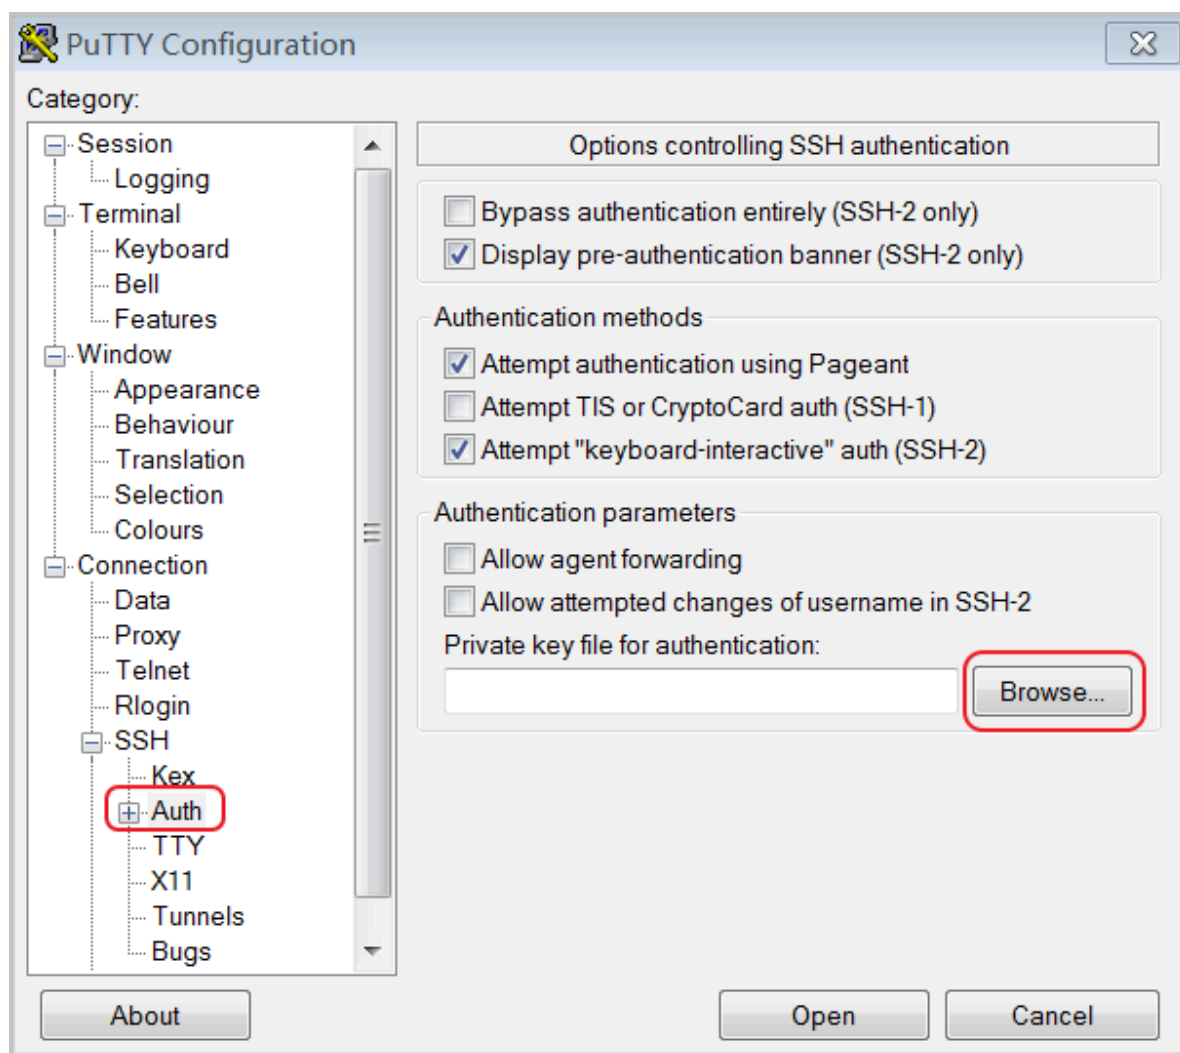 PuTTY Configuration
Category:
Session
Logging
Terminal
Keyboard
Bell
Features
Window
Appearance
Behaviour
Translation
Selection
Colours
Connection
Data
Proxy
Telnet
Rlogin
SSH
Kex
Auth
TTY
X11
Tunnels
Bugs
Options controlling SSH authentication
Bypass authentication entirely (SSH-2 only)
Display pre-authentication banner (SSH-2 only)
Authentication methods
Attempt authentication using Pageant
Attempt TIS or CryptoCard auth (SSH-1)
Attempt "keyboard-interactive" auth (SSH-2)
Authentication parameters
Allow agent forwarding
Allow attempted changes of username in SSH-2
Private key file for authentication:
Browse...
About
Open
Cancel